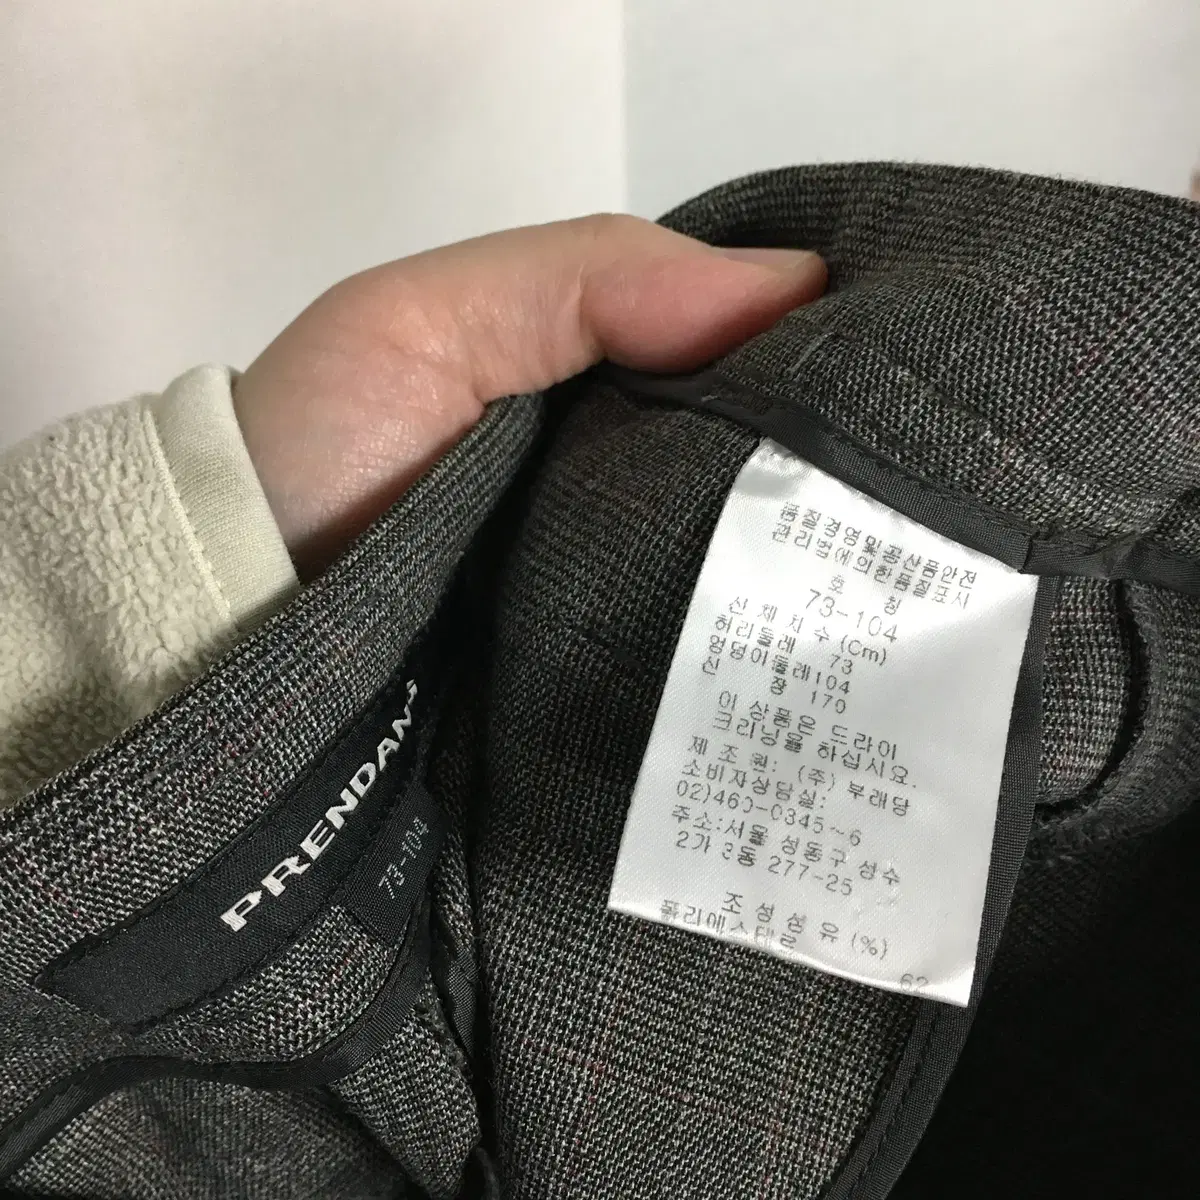 PRENDANG
73-104
품질경영및공산품안전
관리법에의한품질표시
호 칭
73-104
신 체 치 수 (Cm)
허리둘레 73
엉덩이둘레104
신 장 170
이 상품은 드라이
크리닝을 하십시요.
제 조 원: (주) 부래당
소비자상담실:
02)460-0345~6
주소:서울 성동구 성수
2가 2동 277-25
조 성 섬 유 (%)
폴리에스테르
62